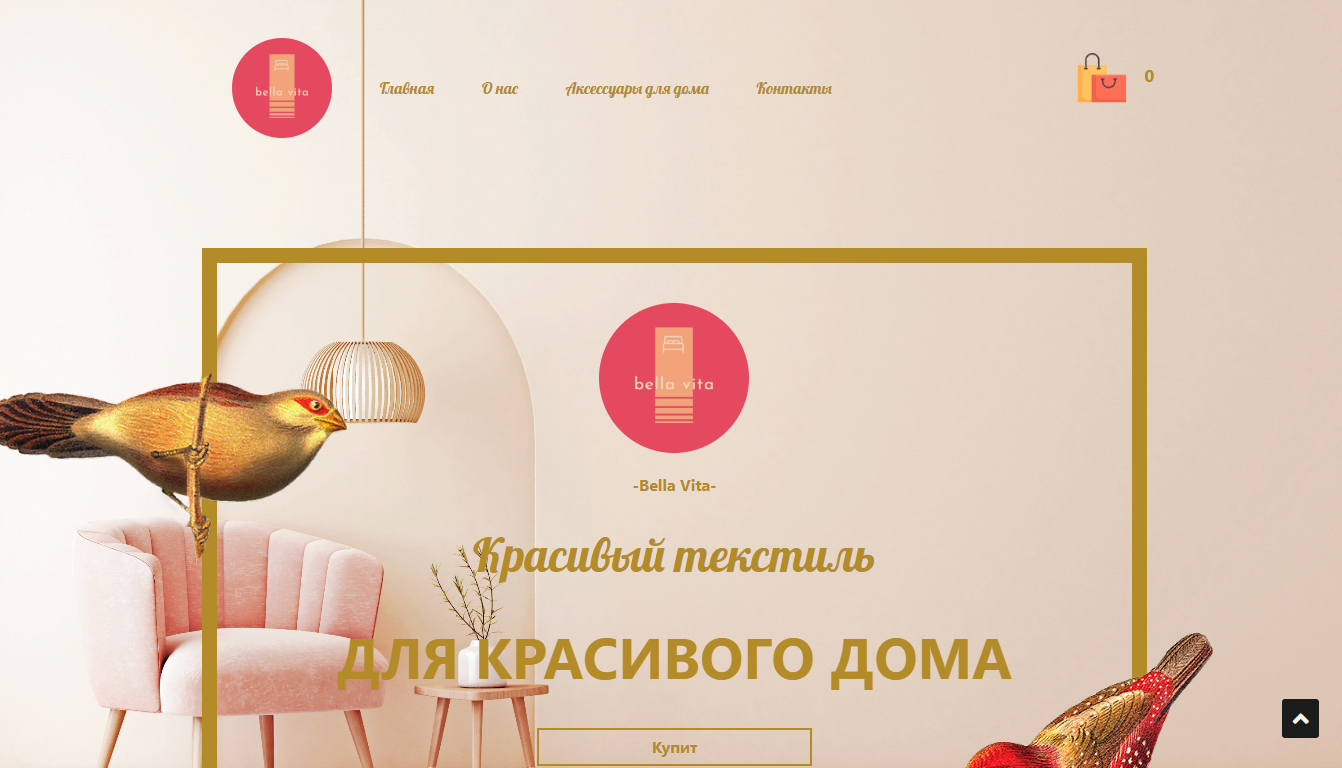 bella vita
Главная
О нас
Аксессуары для дома
Контакты
0
bella vita
-Bella Vita-
Красивый текстиль
ДЛЯ КРАСИВОГО ДОМА
Купит